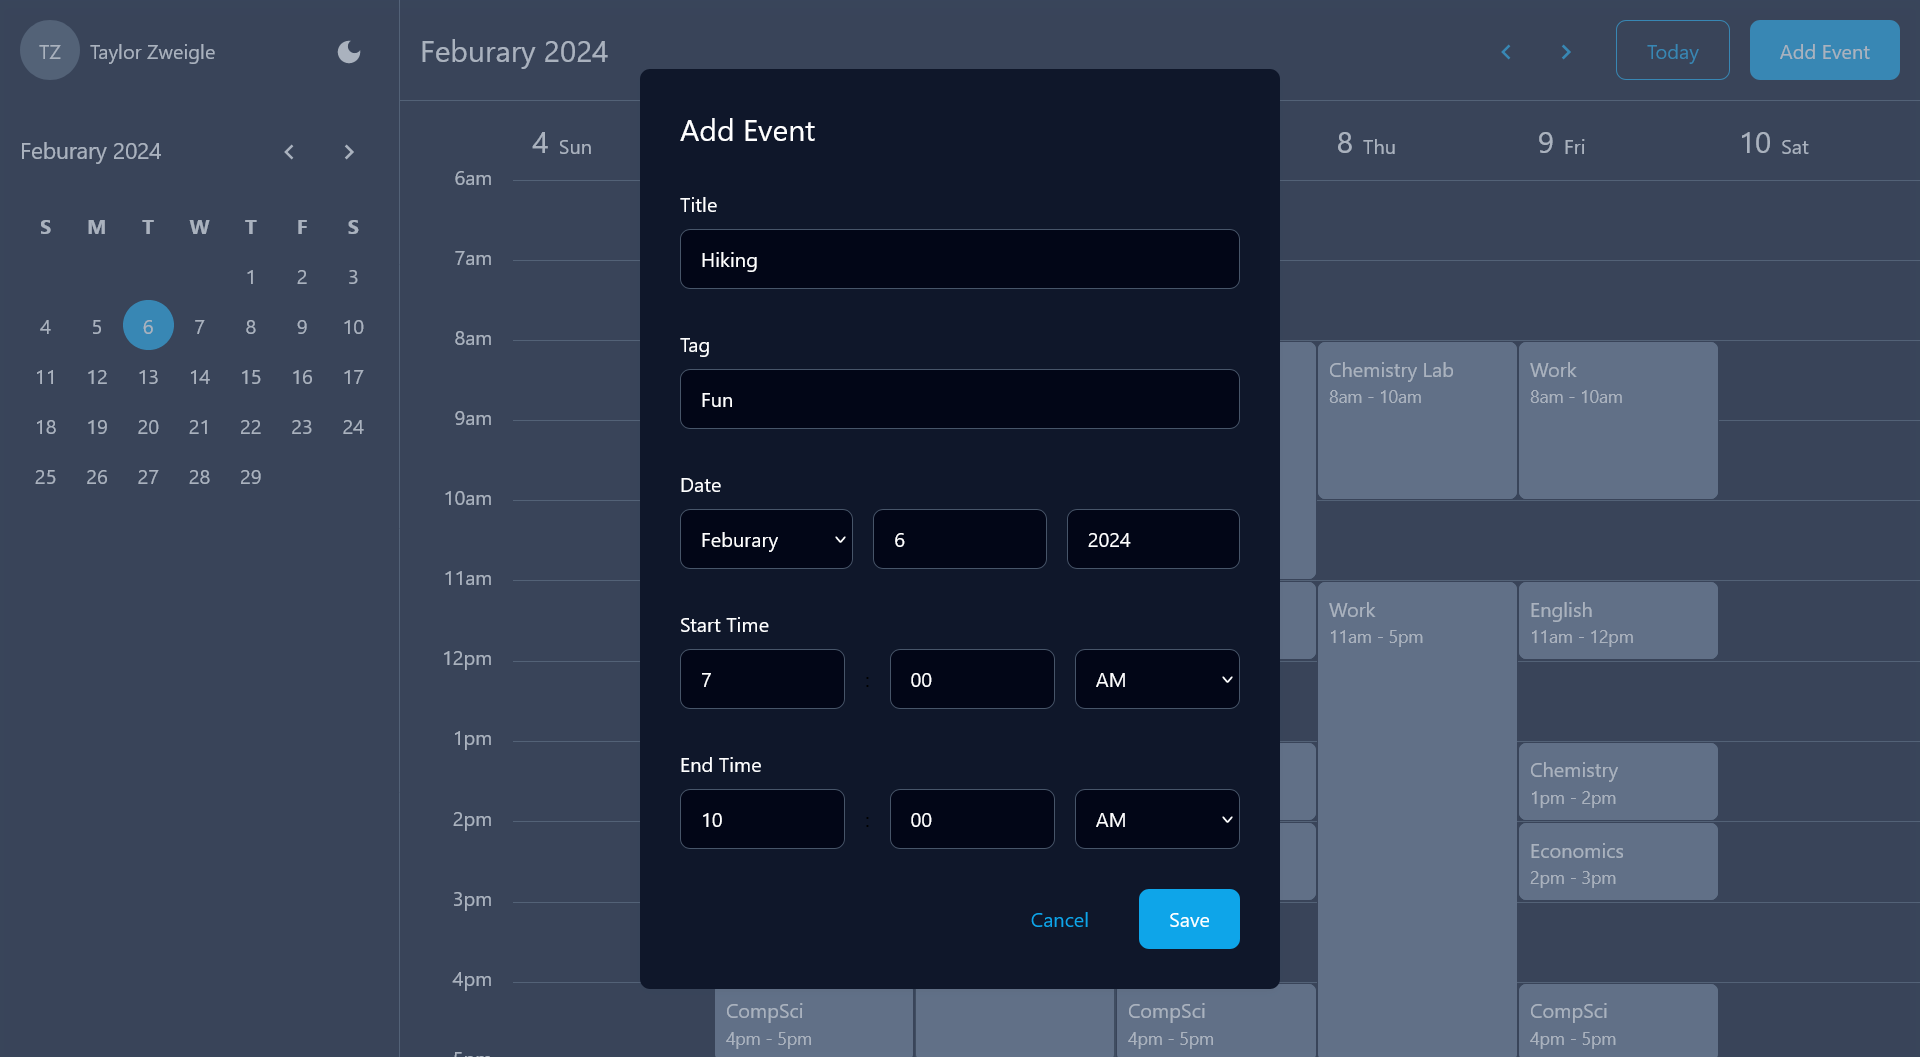 TZ
Taylor Zweigle
Feburary 2024
S M T W T F S
1 2 3
4 5 6 7 8 9 10
11 12 13 14 15 16 17
18 19 20 21 22 23 24
25 26 27 28 29
Feburary 2024
Today
Add Event
4 Sun
8 Thu
9 Fri
10 Sat
6am
7am
8am
9am
10am
11am
12pm
1pm
2pm
3pm
4pm
5pm
Add Event
Title
Hiking
Tag
Fun
Date
Feburary 6 2024
Start Time
7 : 00 AM
End Time
10 : 00 AM
Cancel
Save
CompSci
4pm - 5pm
CompSci
4pm - 5pm
Chemistry Lab
8am - 10am
Work
11am - 5pm
Work
8am - 10am
English
11am - 12pm
Chemistry
1pm - 2pm
Economics
2pm - 3pm
CompSci
4pm - 5pm